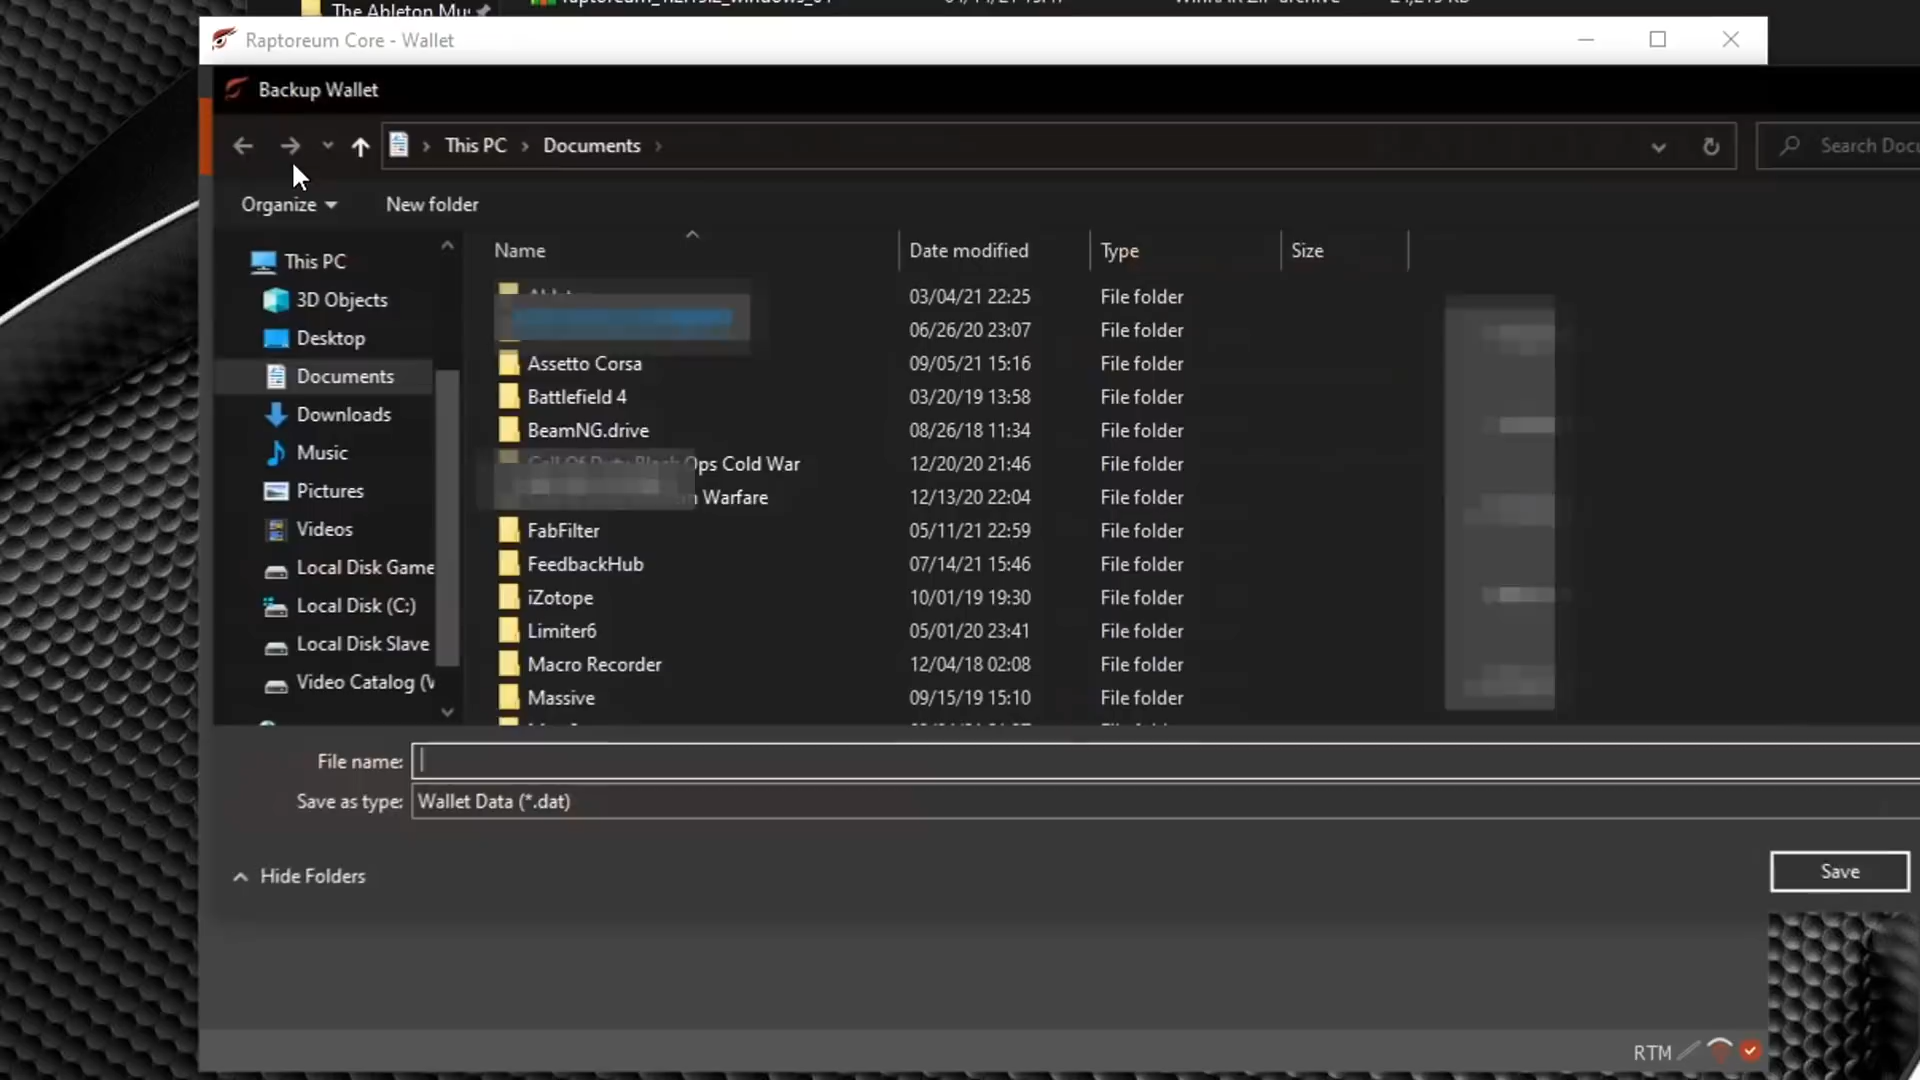 The Ableton Mu
Raptoreum Core - Wallet
Backup Wallet
This PC > Documents >
Search Docu
Organize
New folder
Name
Date modified
Type
Size
This PC
3D Objects
Desktop
Documents
Downloads
Music
Pictures
Videos
Local Disk Game
Local Disk (C:)
Local Disk Slave
Video Catalog (V
03/04/21 22:25 File folder
06/26/20 23:07 File folder
Assetto Corsa 09/05/21 15:16 File folder
Battlefield 4 03/20/19 13:58 File folder
BeamNG.drive 08/26/18 11:34 File folder
Call Of Duty Black Ops Cold War 12/20/20 21:46 File folder
n Warfare 12/13/20 22:04 File folder
FabFilter 05/11/21 22:59 File folder
FeedbackHub 07/14/21 15:46 File folder
iZotope 10/01/19 19:30 File folder
Limiter6 05/01/20 23:41 File folder
Macro Recorder 12/04/18 02:08 File folder
Massive 09/15/19 15:10 File folder
File name:
Save as type: Wallet Data (*.dat)
Hide Folders
Save
RTM